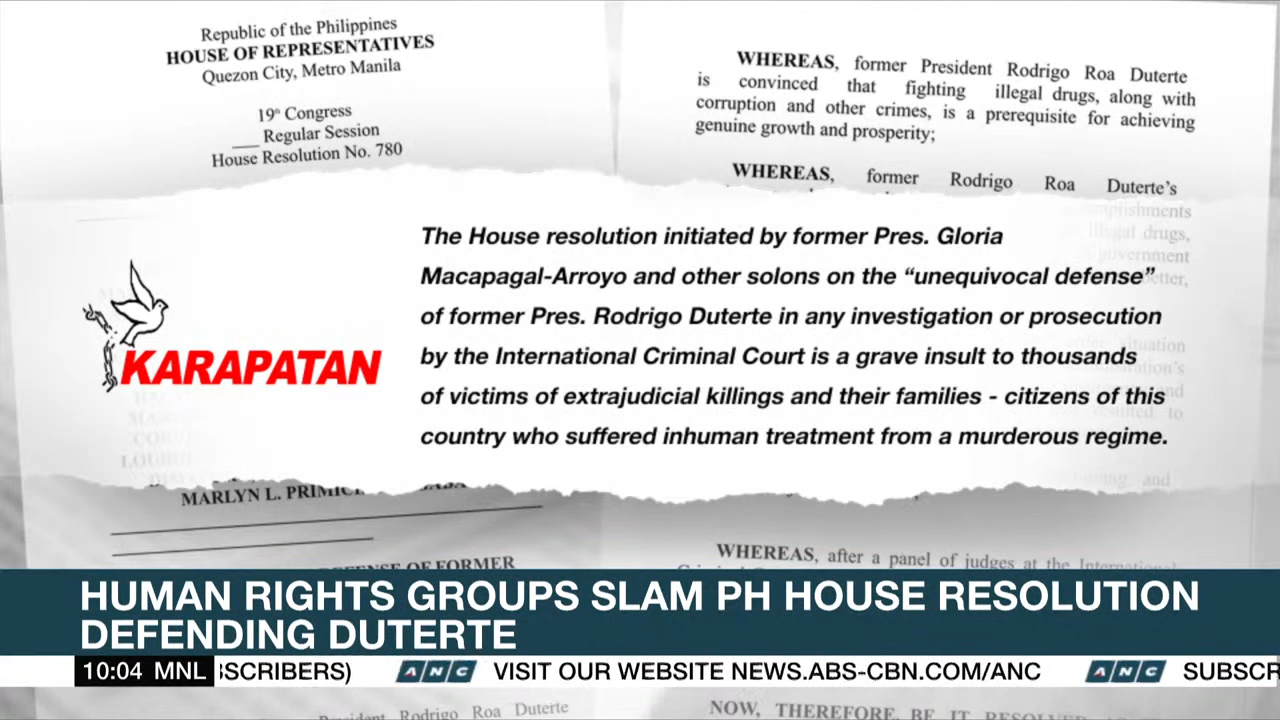 Republic of the Philippines
HOUSE OF REPRESENTATIVES
Quezon City, Metro Manila
19th Congress
___ Regular Session
House Resolution No. 780
WHEREAS, former President Rodrigo Roa Duterte
is convinced that fighting illegal drugs, along with
corruption and other crimes, is a prerequisite for achieving
genuine growth and prosperity;
WHEREAS, former Rodrigo Roa Duterte's
KARAPATAN
The House resolution initiated by former Pres. Gloria
Macapagal-Arroyo and other solons on the “unequivocal defense”
of former Pres. Rodrigo Duterte in any investigation or prosecution
by the International Criminal Court is a grave insult to thousands
of victims of extrajudicial killings and their families - citizens of this
country who suffered inhuman treatment from a murderous regime.
MARLYN L.
OF FORMER
WHEREAS, after a panel of judges at the
HUMAN RIGHTS GROUPS SLAM PH HOUSE RESOLUTION
DEFENDING DUTERTE
10:04 MNL SCRIBERS) ANC VISIT OUR WEBSITE NEWS.ABS-CBN.COM/ANC ANC SUBSCR
Rodrigo Roa Duterte
NOW, THEREFORE, BE IT